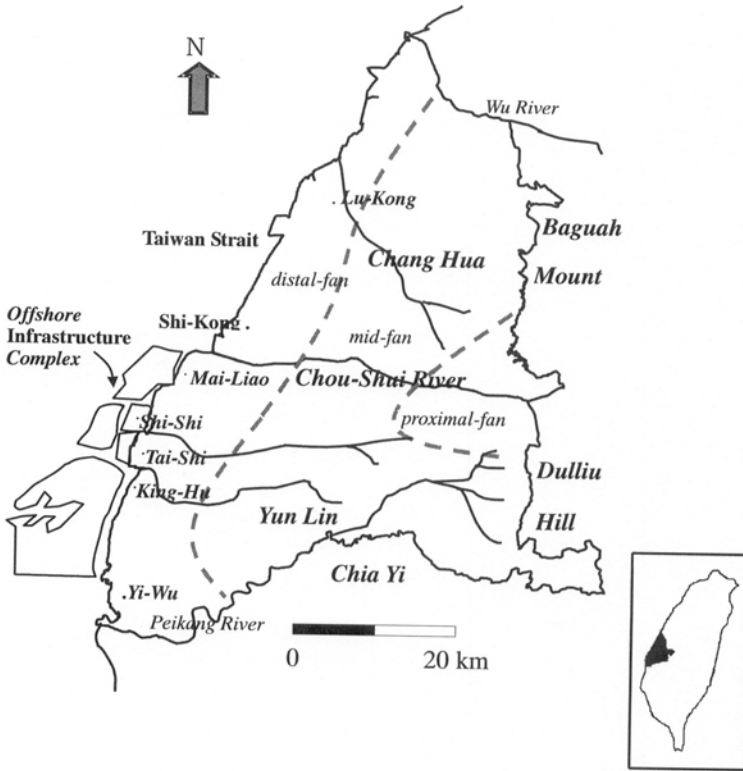 N
Wu River
Lu-Kong
Baguah
Mount
Taiwan Strait
Chang Hua
distal-fan
Offshore
Infrastructure
Complex
Shi-Kong
mid-fan
Mai-Liao
Chou-Shui River
proximal-fan
Shi-Shi
Tai-Shi
Dulliu
Hill
King-Hu
Yun Lin
Chia Yi
Yi-Wu
Peikang River
0
20 km